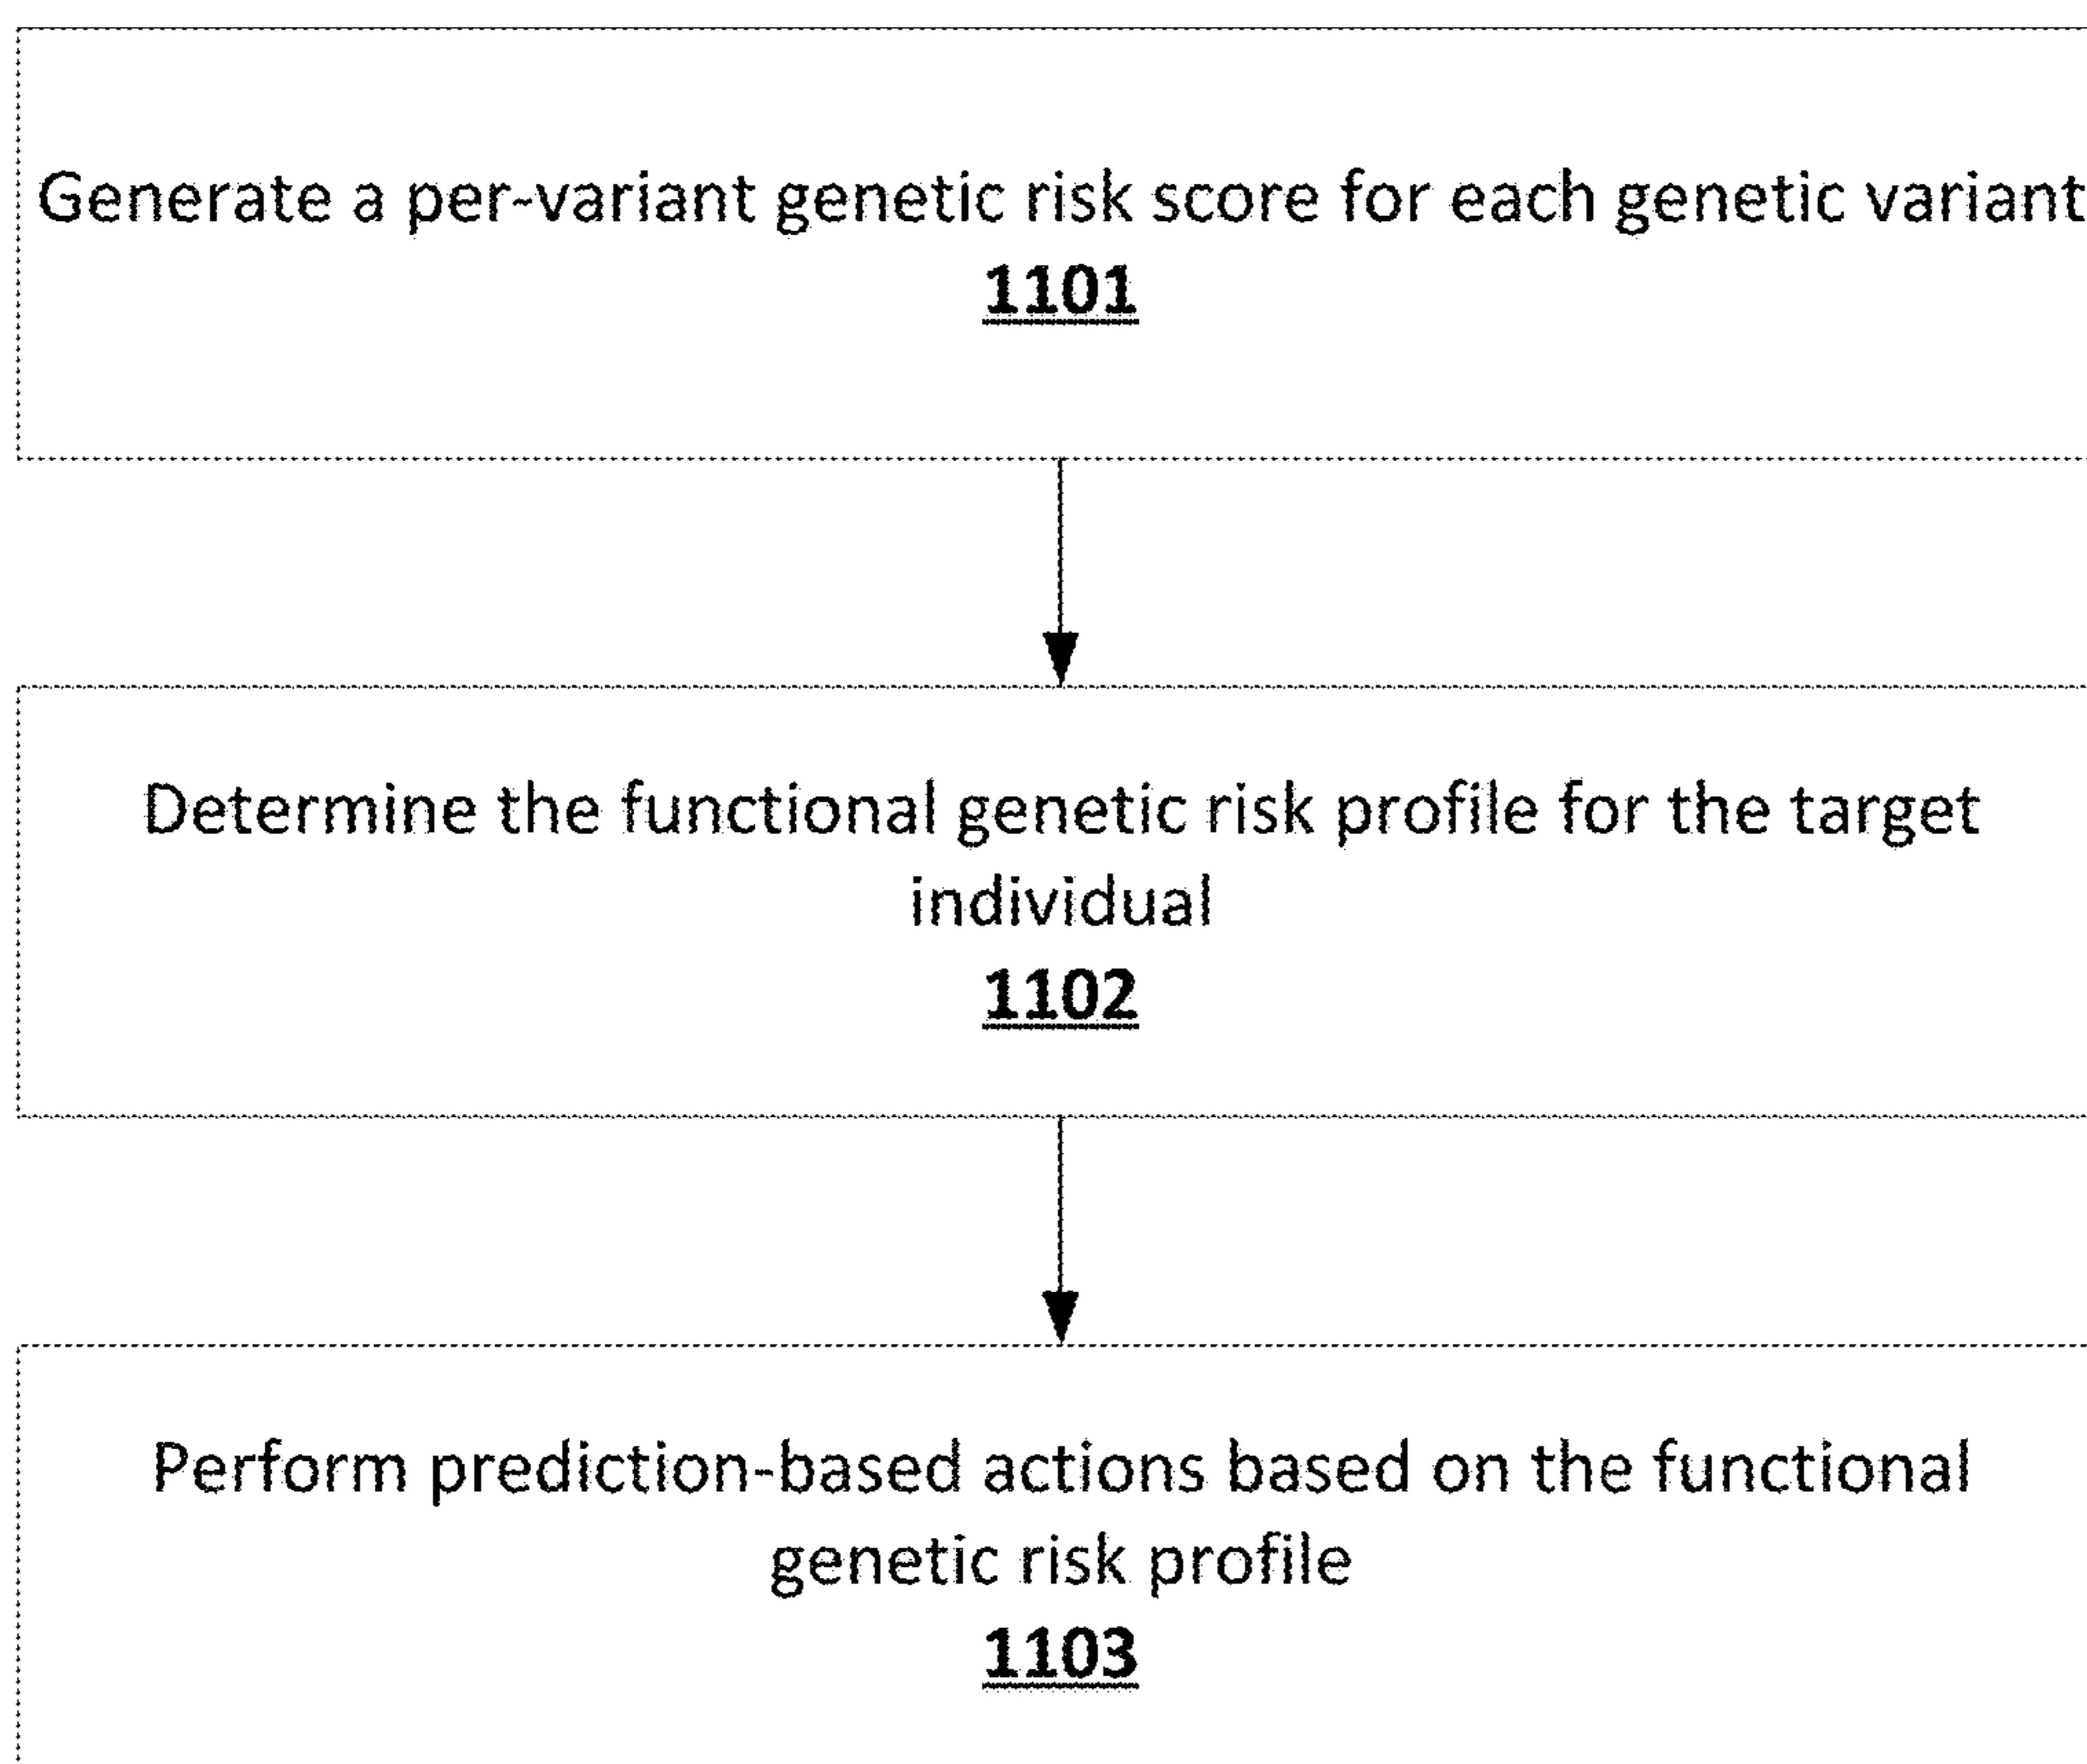 Generate a per-variant genetic risk score for each genetic variant
1101
Determine the functional genetic risk profile for the target
individual
1102
Perform prediction-based actions based on the functional
genetic risk profile
1103